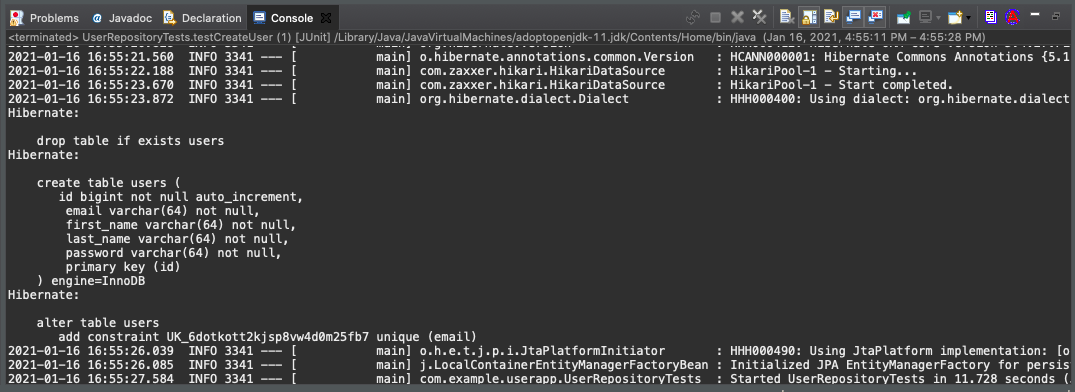 Problems Javadoc Declaration Console
<terminated> UserRepositoryTests.testCreateUser (1) [JUnit] /Library/Java/JavaVirtualMachines/adoptopenjdk-11.jdk/Contents/Home/bin/java (Jan 16, 2021, 4:55:11 PM – 4:55:28 PM)
2021-01-16 16:55:21.560  INFO 3341 --- [           main] o.hibernate.annotations.common.Version   : HCANN000001: Hibernate Commons Annotations {5.1
2021-01-16 16:55:22.188  INFO 3341 --- [           main] com.zaxxer.hikari.HikariDataSource       : HikariPool-1 - Starting...
2021-01-16 16:55:23.670  INFO 3341 --- [           main] com.zaxxer.hikari.HikariDataSource       : HikariPool-1 - Start completed.
2021-01-16 16:55:23.872  INFO 3341 --- [           main] org.hibernate.dialect.Dialect            : HHH000400: Using dialect: org.hibernate.dialect
Hibernate:
    drop table if exists users
Hibernate:
    create table users (
       id bigint not null auto_increment,
        email varchar(64) not null,
        first_name varchar(64) not null,
        last_name varchar(64) not null,
        password varchar(64) not null,
        primary key (id)
    ) engine=InnoDB
Hibernate:
    alter table users
       add constraint UK_6dotkott2kjsp8vw4d0m25fb7 unique (email)
2021-01-16 16:55:26.039  INFO 3341 --- [           main] o.h.e.t.j.p.i.JtaPlatformInitiator       : HHH000490: Using JtaPlatform implementation: [o
2021-01-16 16:55:26.085  INFO 3341 --- [           main] j.LocalContainerEntityManagerFactoryBean : Initialized JPA EntityManagerFactory for persis
2021-01-16 16:55:27.584  INFO 3341 --- [           main] com.example.userapp.UserRepositoryTests  : Started UserRepositoryTests in 11.728 seconds (